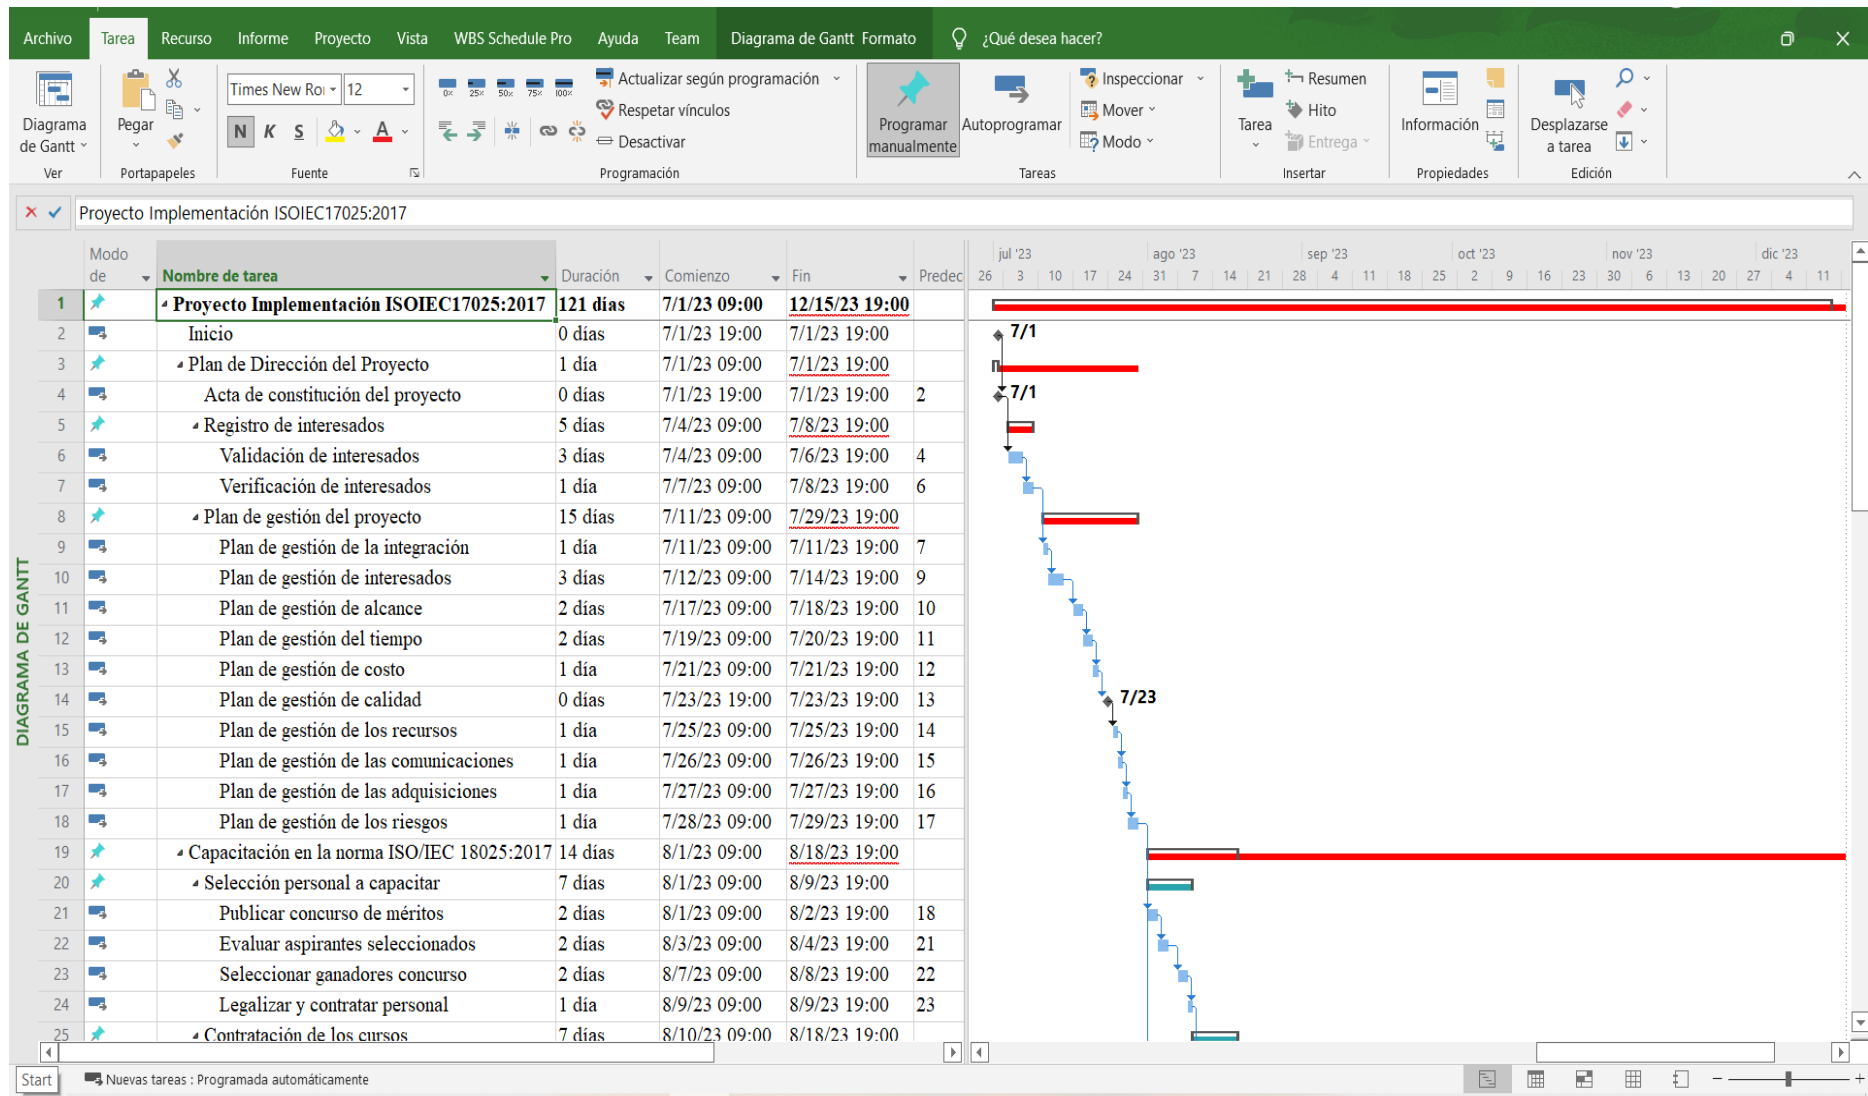 Archivo Tarea Recurso Informe Proyecto Vista WBS Schedule Pro Ayuda Team Diagrama de Gantt Formato ¿Qué desea hacer?
Times New Roi 12 0% 25% 50% 75% 100% Actualizar según programación Inspeccionar Resumen
Respetar vínculos Mover Hito
Diagrama de Gantt Pegar N K S A Desactivar Programar manualmente Autoprogramar Modo Tarea Entrega Información Desplazarse a tarea
Ver Portapapeles Fuente Programación Tareas Insertar Propiedades Edición
Proyecto Implementación ISOIEC17025:2017
Modo de Nombre de tarea Duración Comienzo Fin Predec
jul '23 ago '23 sep '23 oct '23 nov '23 dic '23
26 3 10 17 24 31 7 14 21 28 4 11 18 25 2 9 16 23 30 6 13 20 27 4 11
1 Proyecto Implementación ISOIEC17025:2017 121 días 7/1/23 09:00 12/15/23 19:00
2 Inicio 0 días 7/1/23 19:00 7/1/23 19:00 7/1
3 Plan de Dirección del Proyecto 1 día 7/1/23 09:00 7/1/23 19:00
4 Acta de constitución del proyecto 0 días 7/1/23 19:00 7/1/23 19:00 2 7/1
5 Registro de interesados 5 días 7/4/23 09:00 7/8/23 19:00
6 Validación de interesados 3 días 7/4/23 09:00 7/6/23 19:00 4
7 Verificación de interesados 1 día 7/7/23 09:00 7/8/23 19:00 6
8 Plan de gestión del proyecto 15 días 7/11/23 09:00 7/29/23 19:00
9 Plan de gestión de la integración 1 día 7/11/23 09:00 7/11/23 19:00 7
10 Plan de gestión de interesados 3 días 7/12/23 09:00 7/14/23 19:00 9
11 Plan de gestión de alcance 2 días 7/17/23 09:00 7/18/23 19:00 10
12 Plan de gestión del tiempo 2 días 7/19/23 09:00 7/20/23 19:00 11
13 Plan de gestión de costo 1 día 7/21/23 09:00 7/21/23 19:00 12
14 Plan de gestión de calidad 0 días 7/23/23 19:00 7/23/23 19:00 13 7/23
15 Plan de gestión de los recursos 1 día 7/25/23 09:00 7/25/23 19:00 14
16 Plan de gestión de las comunicaciones 1 día 7/26/23 09:00 7/26/23 19:00 15
17 Plan de gestión de las adquisiciones 1 día 7/27/23 09:00 7/27/23 19:00 16
18 Plan de gestión de los riesgos 1 día 7/28/23 09:00 7/29/23 19:00 17
19 Capacitación en la norma ISO/IEC 18025:2017 14 días 8/1/23 09:00 8/18/23 19:00
20 Selección personal a capacitar 7 días 8/1/23 09:00 8/9/23 19:00
21 Publicar concurso de méritos 2 días 8/1/23 09:00 8/2/23 19:00 18
22 Evaluar aspirantes seleccionados 2 días 8/3/23 09:00 8/4/23 19:00 21
23 Seleccionar ganadores concurso 2 días 8/7/23 09:00 8/8/23 19:00 22
24 Legalizar y contratar personal 1 día 8/9/23 09:00 8/9/23 19:00 23
25 Contratación de los cursos 7 días 8/10/23 09:00 8/18/23 19:00
DIAGRAMA DE GANTT
Start Nuevas tareas : Programada automáticamente